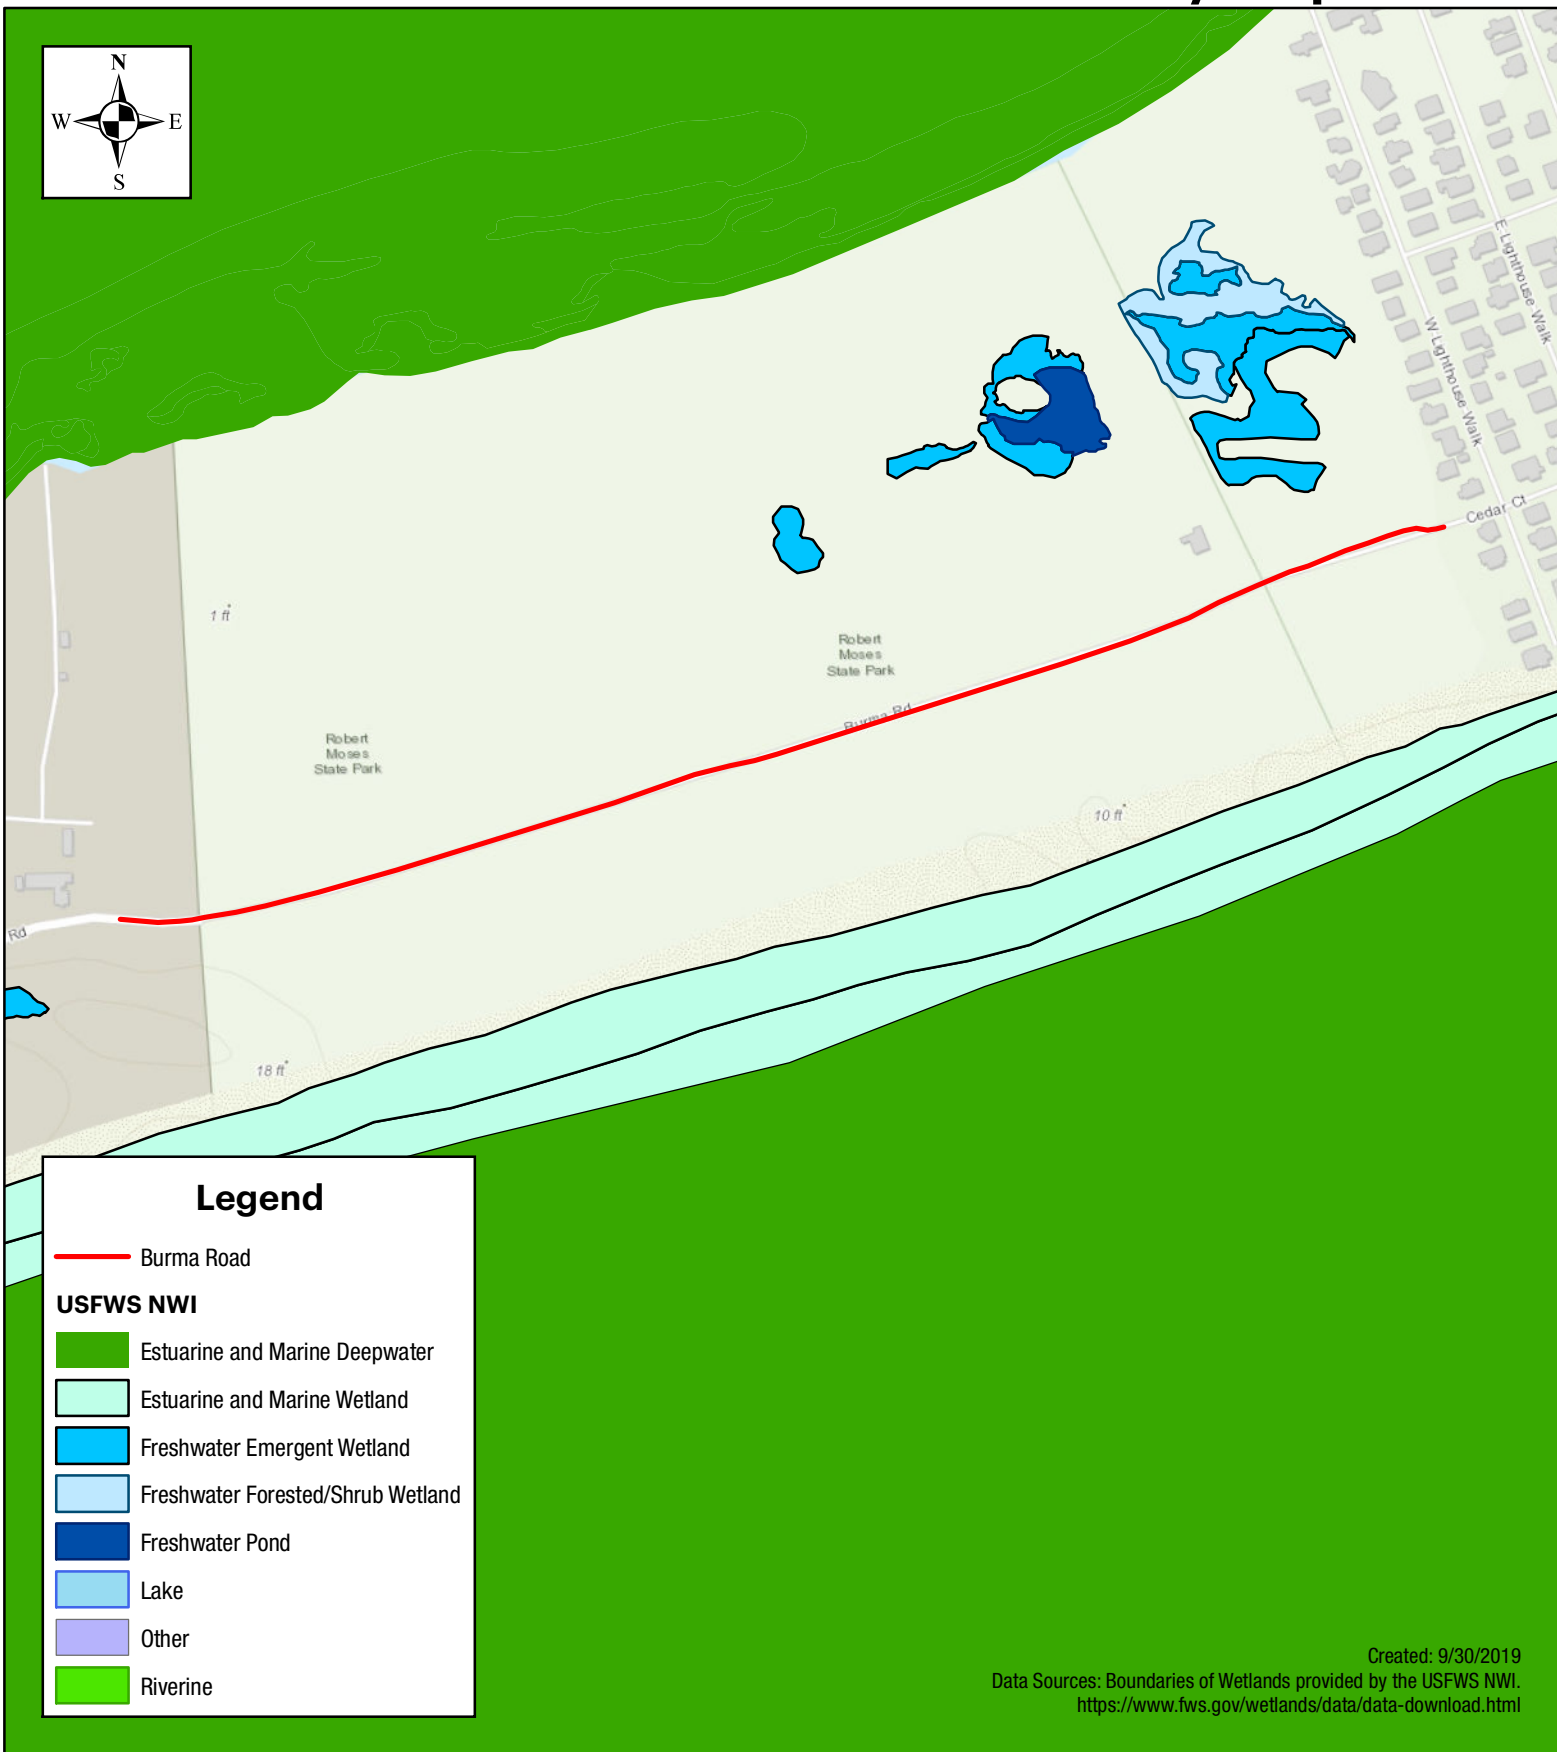 N
W
E
S
E Lighthouse Walk
W Lighthouse Walk
Cedar Ct
1 ft
Robert
Moses
State Park
Burma Rd
Robert
Moses
State Park
10 ft
Rd
18 ft
Legend
Burma Road
USFWS NWI
Estuarine and Marine Deepwater
Estuarine and Marine Wetland
Freshwater Emergent Wetland
Freshwater Forested/Shrub Wetland
Freshwater Pond
Lake
Other
Riverine
Created: 9/30/2019
Data Sources: Boundaries of Wetlands provided by the USFWS NWI.
https://www.fws.gov/wetlands/data/data-download.html